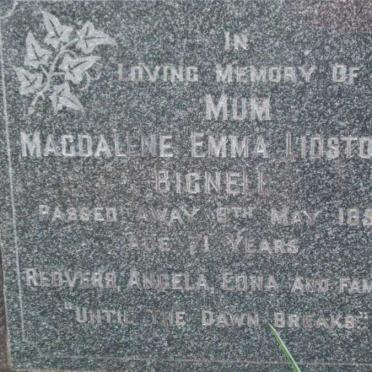 IN
LOVING MEMORY OF
MUM
MAGDALENE EMMA
BIGNELL
PASSED AWAY 8TH MAY
AGE 71 YEARS
REDVERS, ANGELA, EDNA AND
"UNTIL THE DAWN BREAKS."